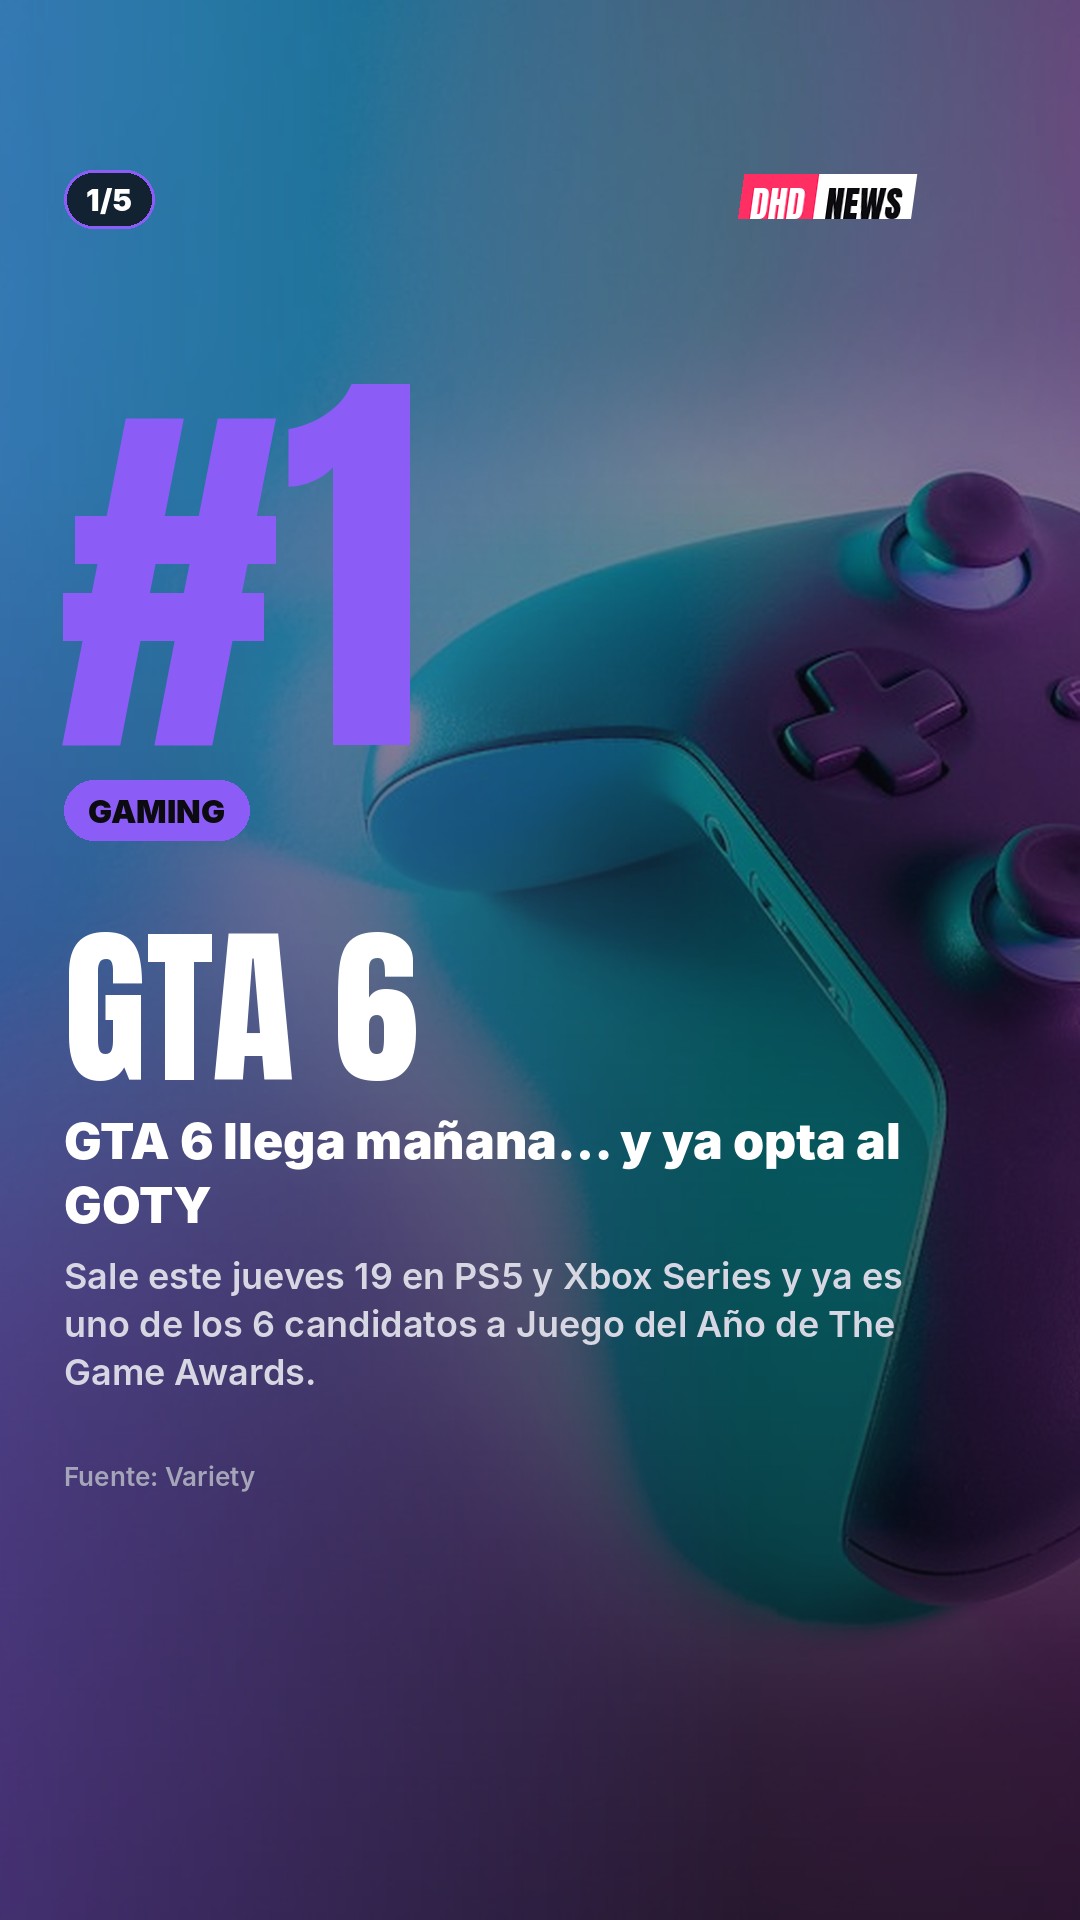 1/5
DHD NEWS
#1
GAMING
GTA 6
GTA 6 llega mañana... y ya opta al
GOTY
Sale este jueves 19 en PS5 y Xbox Series y ya es
uno de los 6 candidatos a Juego del Año de The
Game Awards.
Fuente: Variety